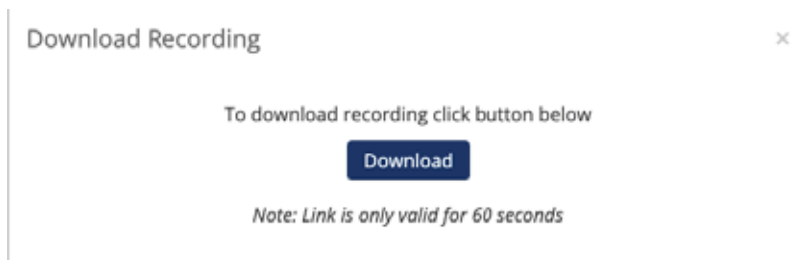 Download Recording ×
To download recording click button below
Download
Note: Link is only valid for 60 seconds